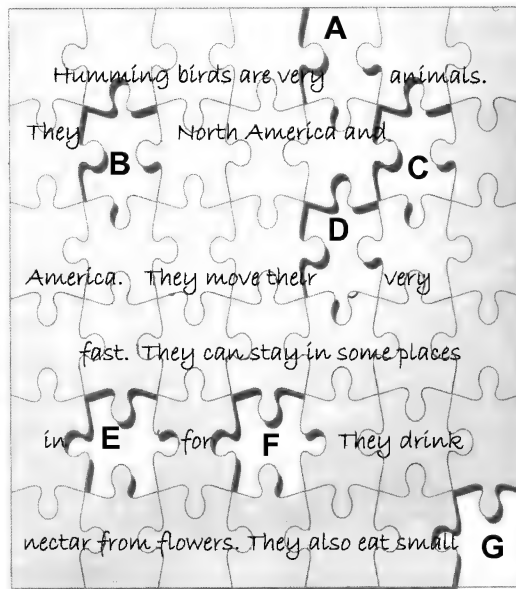 A
Humming birds are very animals.
They North America and
B C
D
America. They move their very
fast. They can stay in some places
in E for F They drink
nectar from flowers. They also eat small G